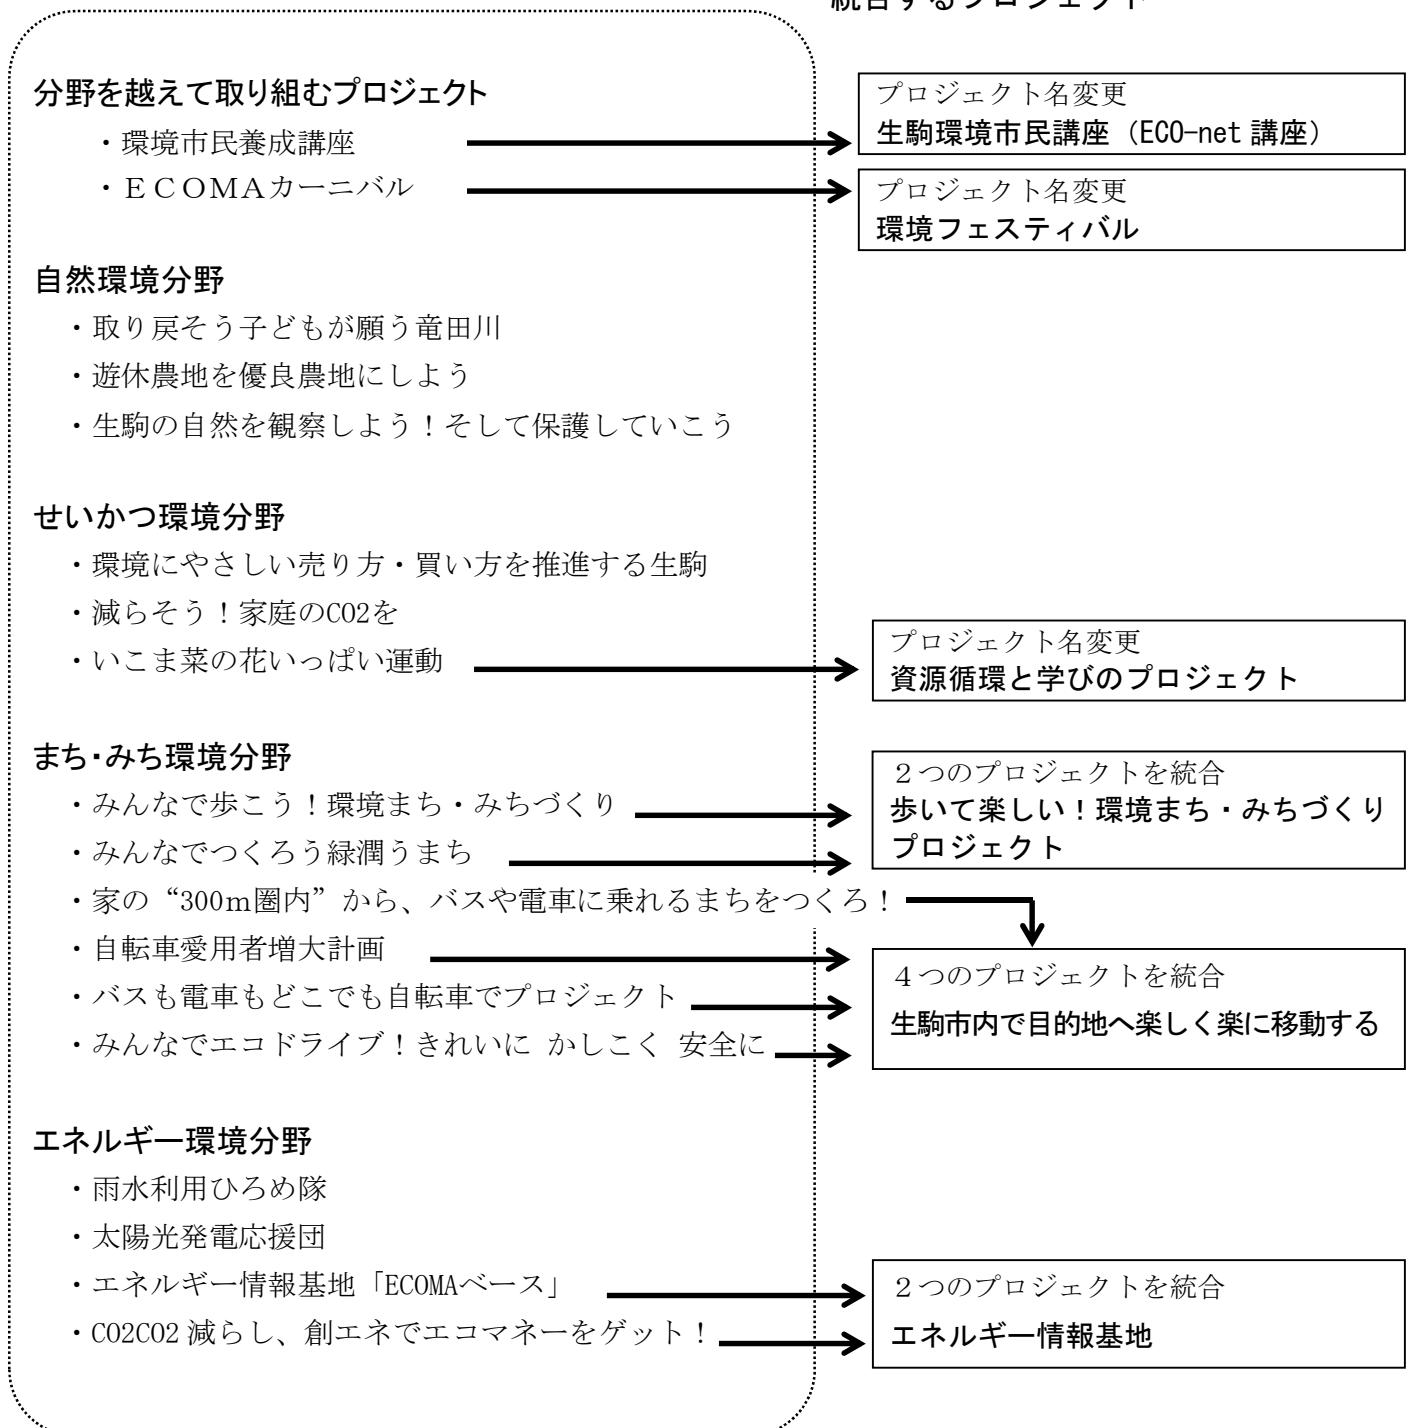 統合するプロジェクト
分野を越えて取り組むプロジェクト
・環境市民養成講座
・ＥＣＯＭＡカーニバル
プロジェクト名変更
生駒環境市民講座（ECO-net 講座）
プロジェクト名変更
環境フェスティバル
自然環境分野
・取り戻そう子どもが願う竜田川
・遊休農地を優良農地にしよう
・生駒の自然を観察しよう！そして保護していこう
せいかつ環境分野
・環境にやさしい売り方・買い方を推進する生駒
・減らそう！家庭のCO2を
・いこま菜の花いっぱい運動
プロジェクト名変更
資源循環と学びのプロジェクト
まち・みち環境分野
・みんなで歩こう！環境まち・みちづくり
・みんなでつくろう緑潤うまち
・家の“300ｍ圏内”から、バスや電車に乗れるまちをつくろ！
・自転車愛用者増大計画
・バスも電車もどこでも自転車でプロジェクト
・みんなでエコドライブ！きれいに かしこく 安全に
２つのプロジェクトを統合
歩いて楽しい！環境まち・みちづくり
プロジェクト
４つのプロジェクトを統合
生駒市内で目的地へ楽しく楽に移動する
エネルギー環境分野
・雨水利用ひろめ隊
・太陽光発電応援団
・エネルギー情報基地「ECOMAベース」
・CO2CO2 減らし、創エネでエコマネーをゲット！
２つのプロジェクトを統合
エネルギー情報基地